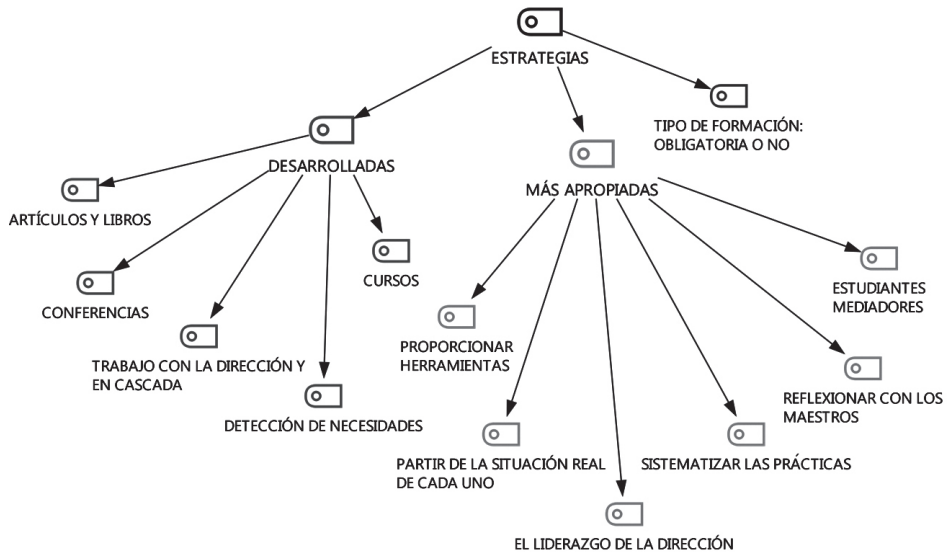 ESTRATEGIAS
TIPO DE FORMACIÓN:
OBLIGATORIA O NO
DESARROLLADAS
MÁS APROPIADAS
ARTÍCULOS Y LIBROS
CONFERENCIAS
TRABAJO CON LA DIRECCIÓN Y
EN CASCADA
DETECCIÓN DE NECESIDADES
CURSOS
PROPORCIONAR
HERRAMIENTAS
PARTIR DE LA SITUACIÓN REAL
DE CADA UNO
EL LIDERAZGO DE LA DIRECCIÓN
SISTEMATIZAR LAS PRÁCTICAS
REFLEXIONAR CON LOS
MAESTROS
ESTUDIANTES
MEDIADORES